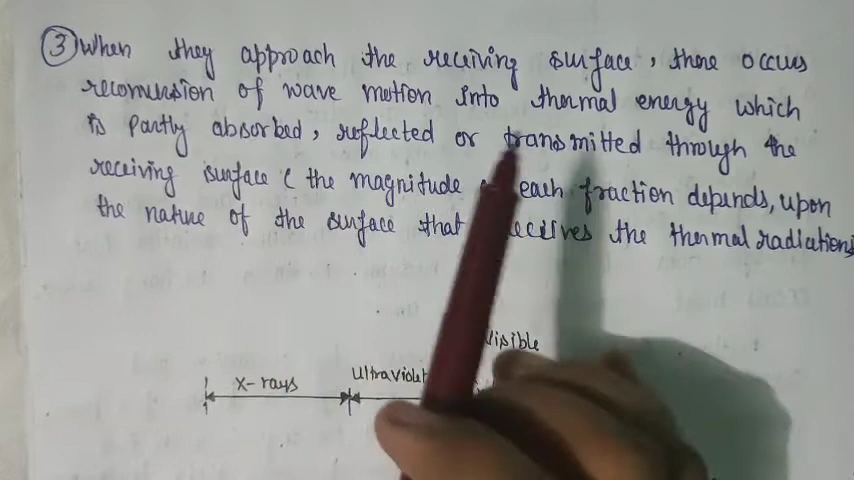 ③ When they approach the receiving surface, there occurs
reconversion of wave motion into thermal energy which
is partly absorbed, reflected or transmitted through the
receiving surface ( the magnitude each fraction depends, upon
the nature of the surface that the thermal radiations
Visible
X-rays Ultraviolet